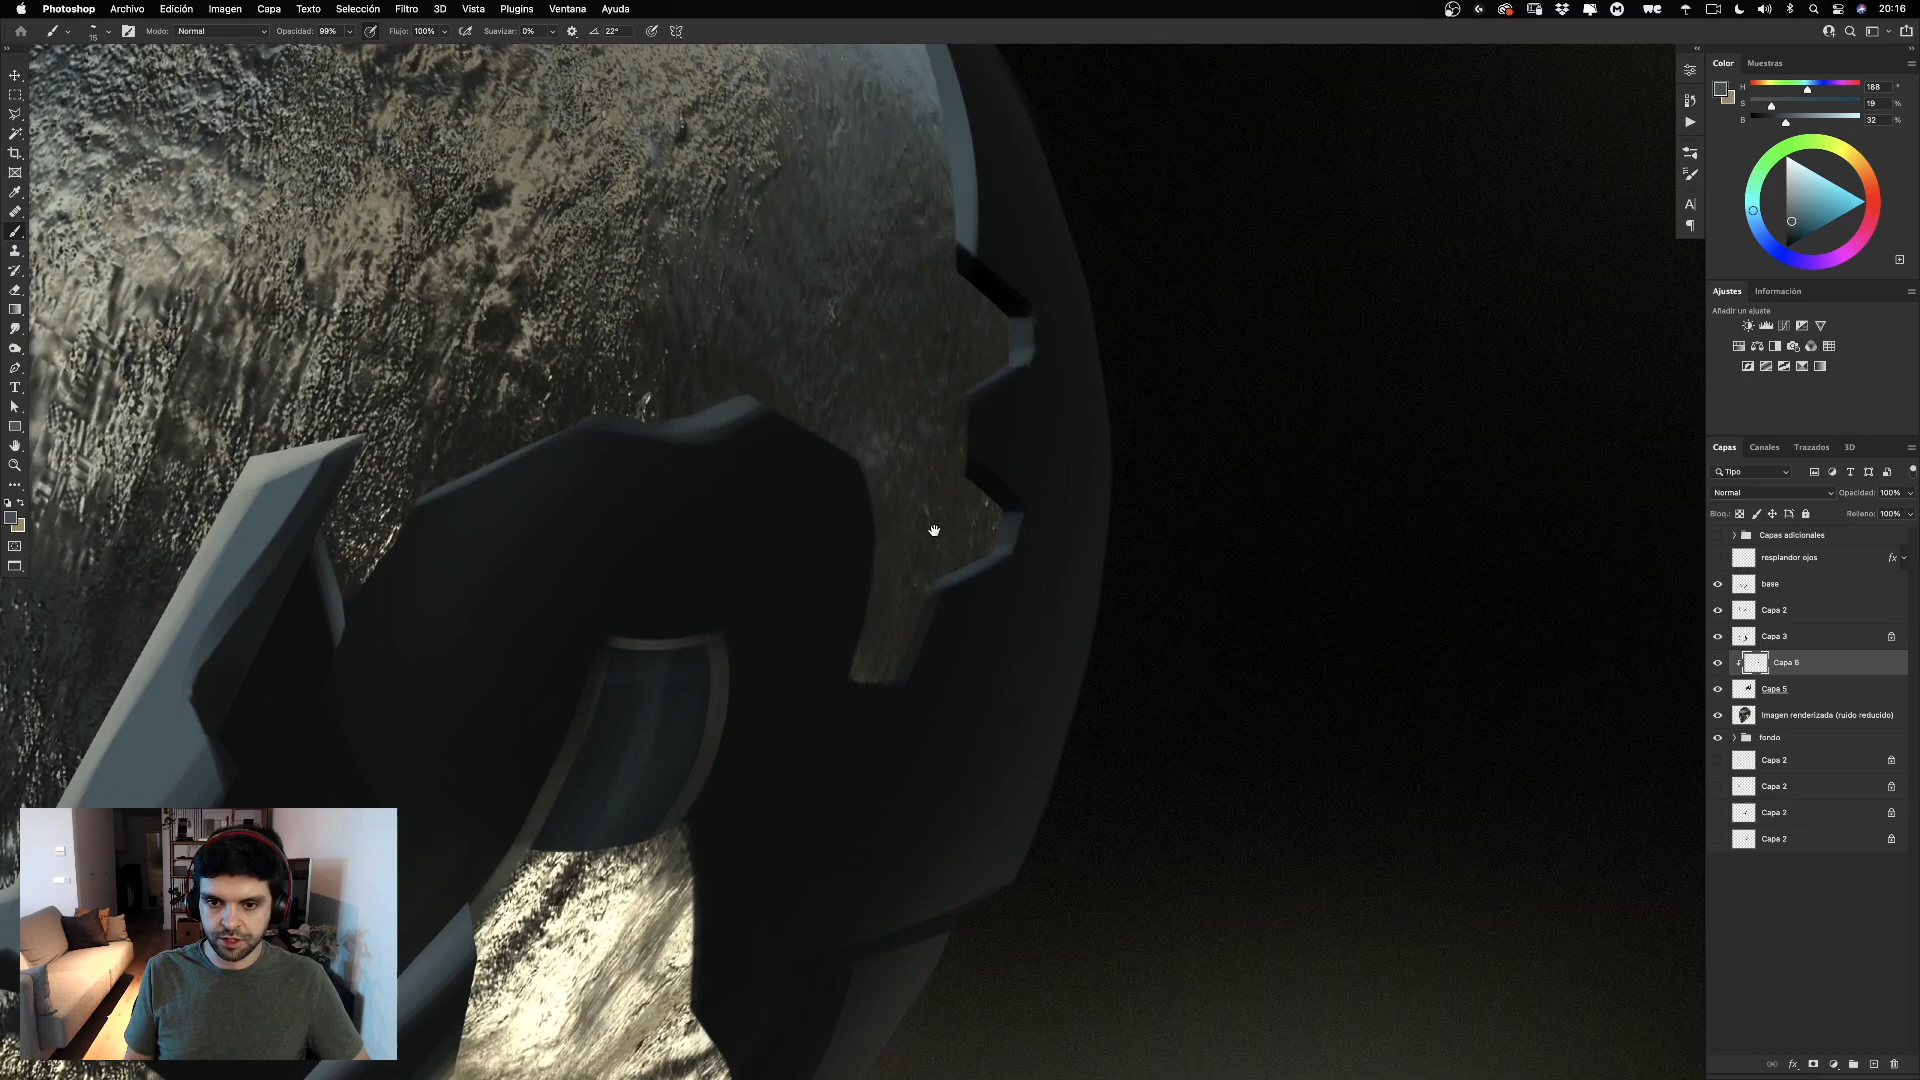 Photoshop Archivo Edición Imagen Capa Texto Selección Filtro 3D Vista Plugins Ventana Ayuda 20:16
15 Modo: Normal Opacidad: 99% Flujo: 100% Suavizar: 0% 22°
Color Muestras
H 188 °
S 19 %
B 32 %
Ajustes Información
Añadir un ajuste
Capas Canales Trazados 3D
Tipo
Normal Opacidad: 100%
Bloq.: Relleno: 100%
Capas adicionales
resplandor ojos fx
base
Capa 2
Capa 3
Capa 6
Capa 5
Imagen renderizada (ruido reducido)
fondo
Capa 2
Capa 2
Capa 2
Capa 2
fx